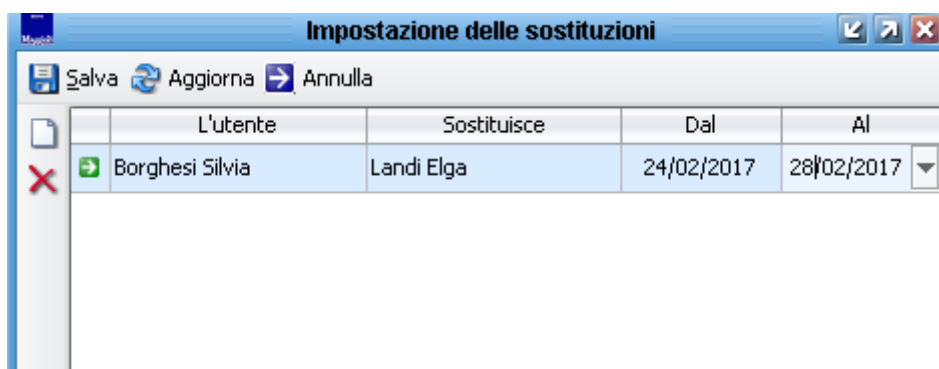 Maggioli
Impostazione delle sostituzioni
Salva Aggiorna Annulla
L'utente Sostituisce Dal Al
Borghesi Silvia Landi Elga 24/02/2017 28/02/2017